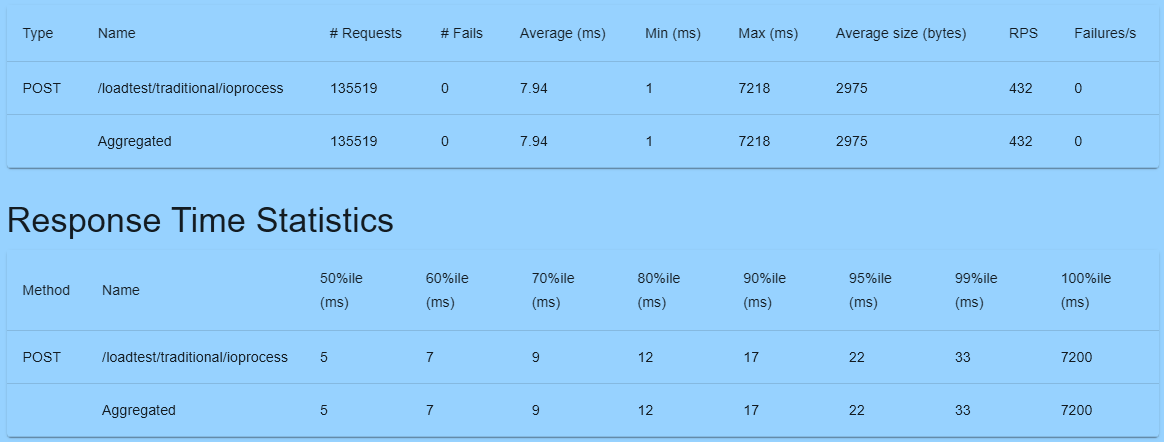 Type Name # Requests # Fails Average (ms) Min (ms) Max (ms) Average size (bytes) RPS Failures/s
POST /loadtest/traditional/ioprocess 135519 0 7.94 1 7218 2975 432 0
Aggregated 135519 0 7.94 1 7218 2975 432 0
Response Time Statistics
Method Name 50%ile (ms) 60%ile (ms) 70%ile (ms) 80%ile (ms) 90%ile (ms) 95%ile (ms) 99%ile (ms) 100%ile (ms)
POST /loadtest/traditional/ioprocess 5 7 9 12 17 22 33 7200
Aggregated 5 7 9 12 17 22 33 7200